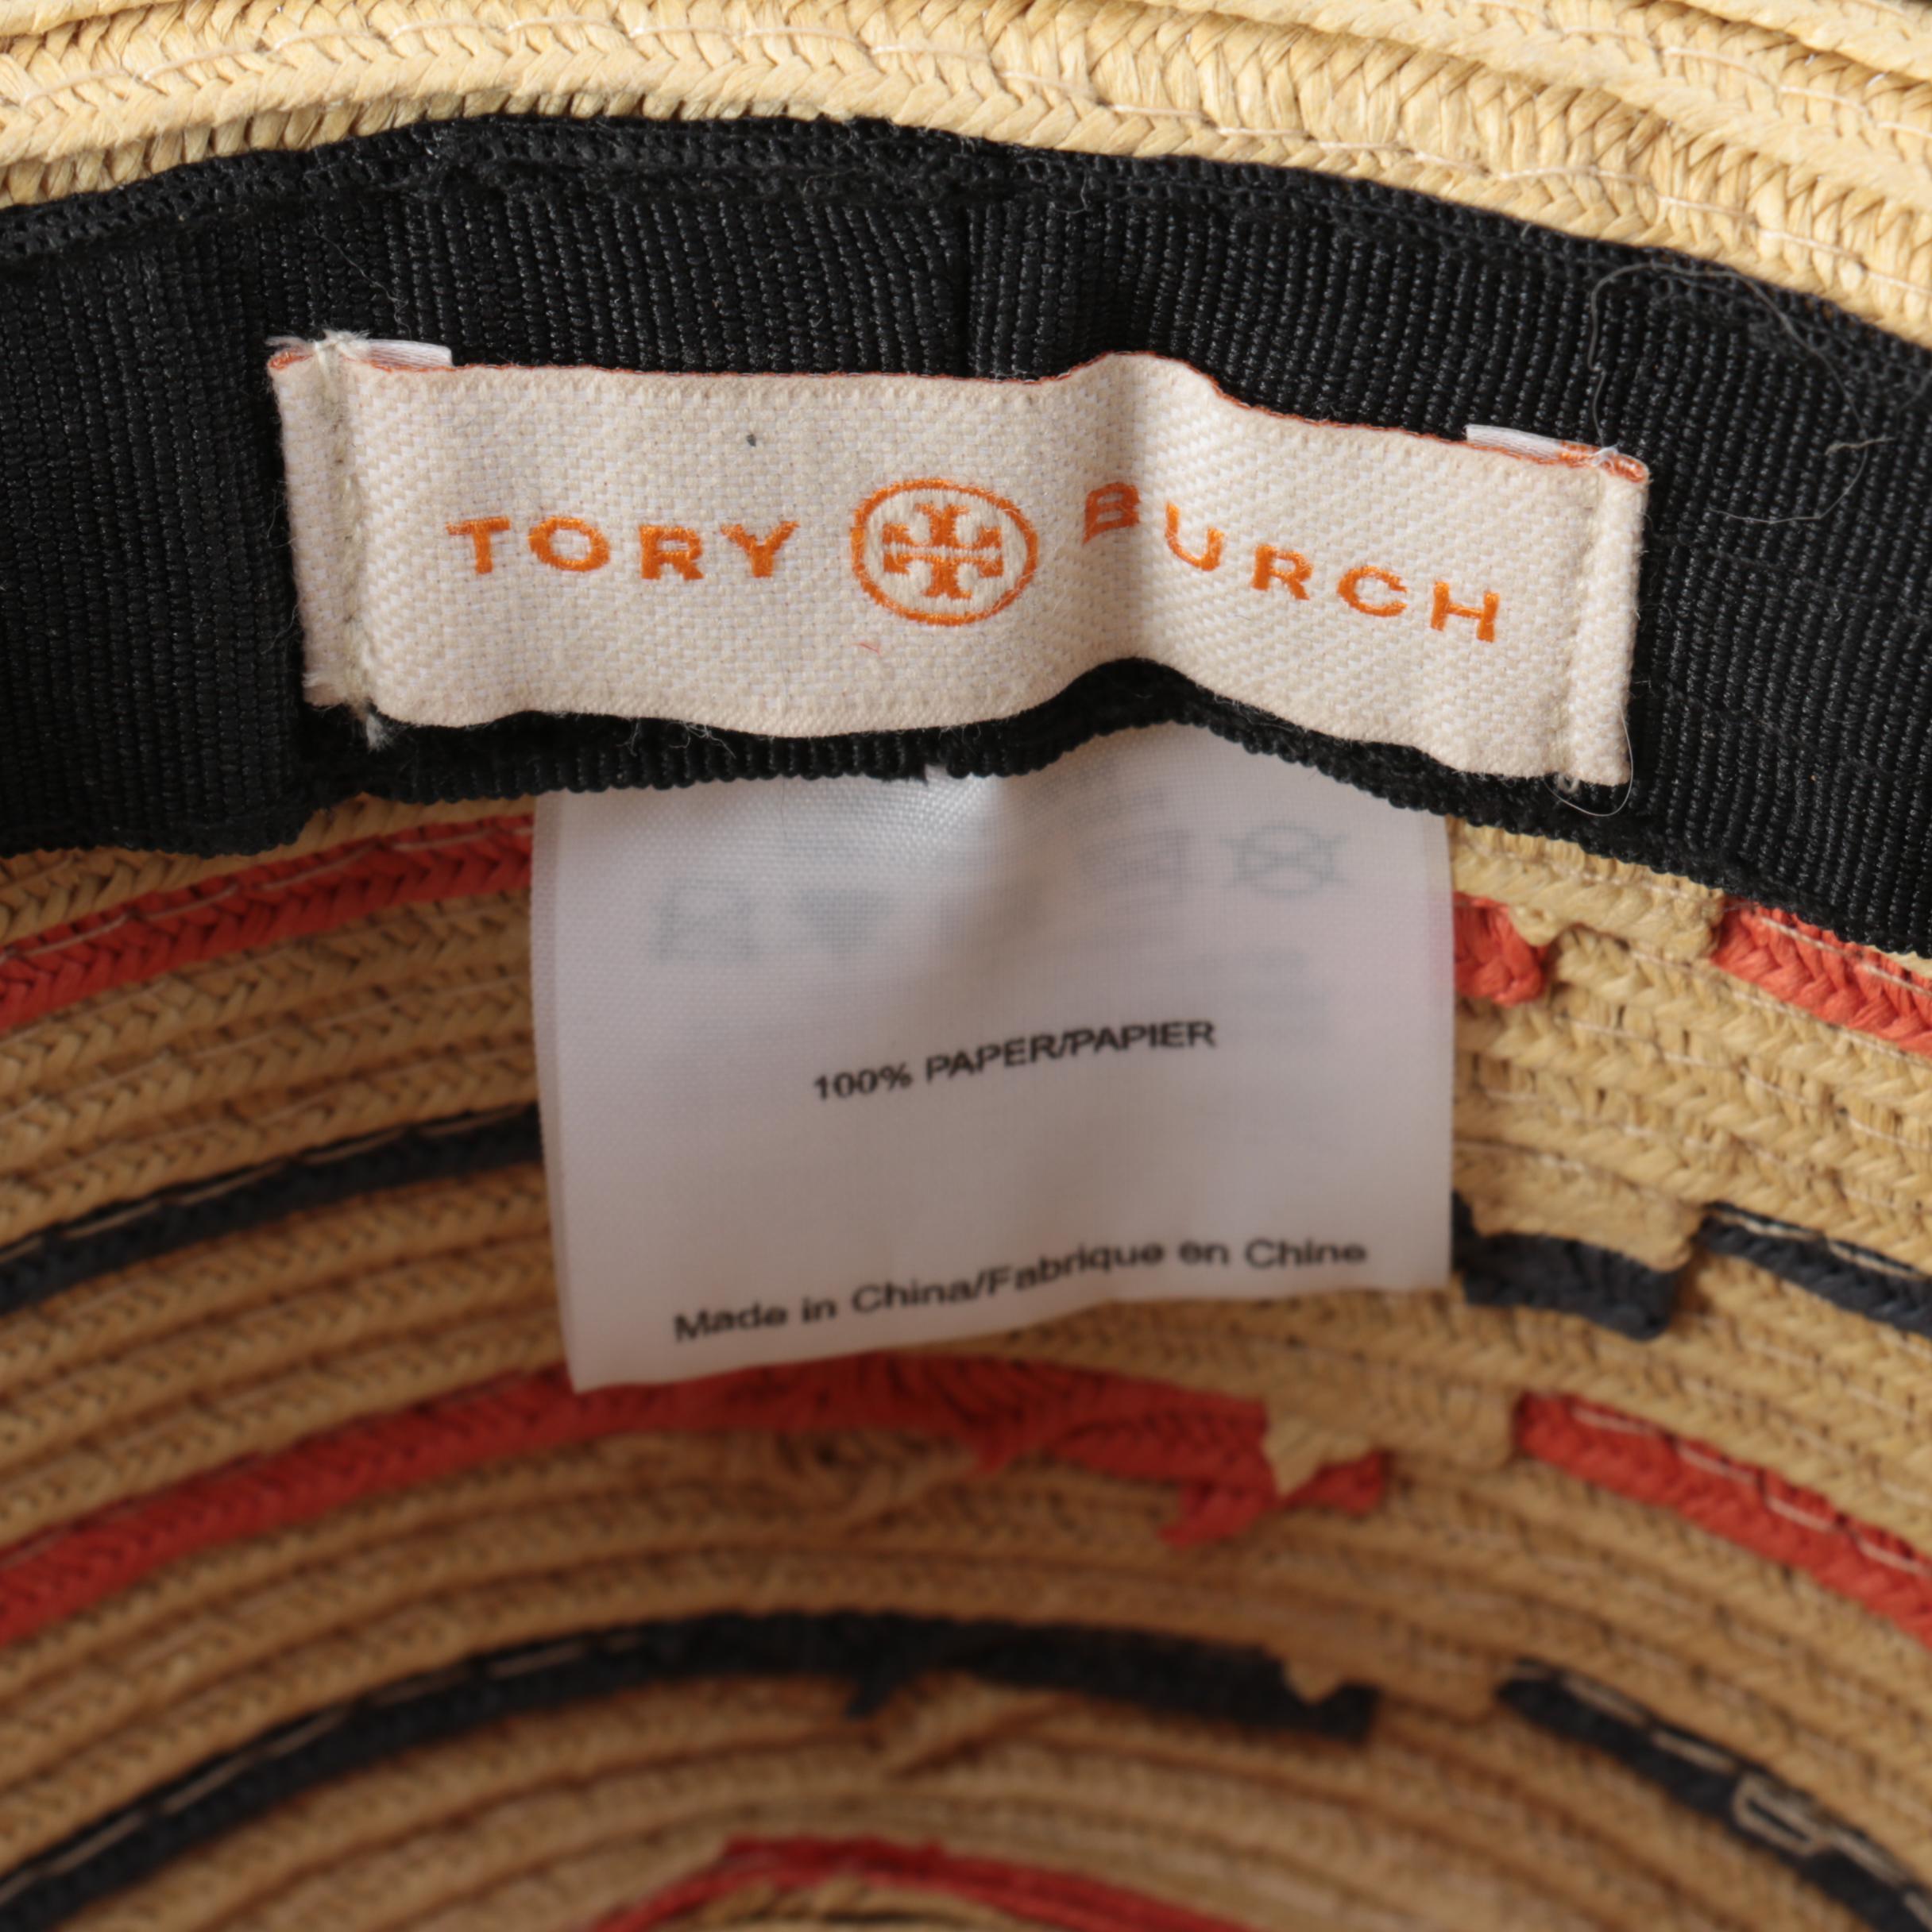 TORY BURCH
100% PAPER/PAPIER
Made in China/Fabrique en Chine